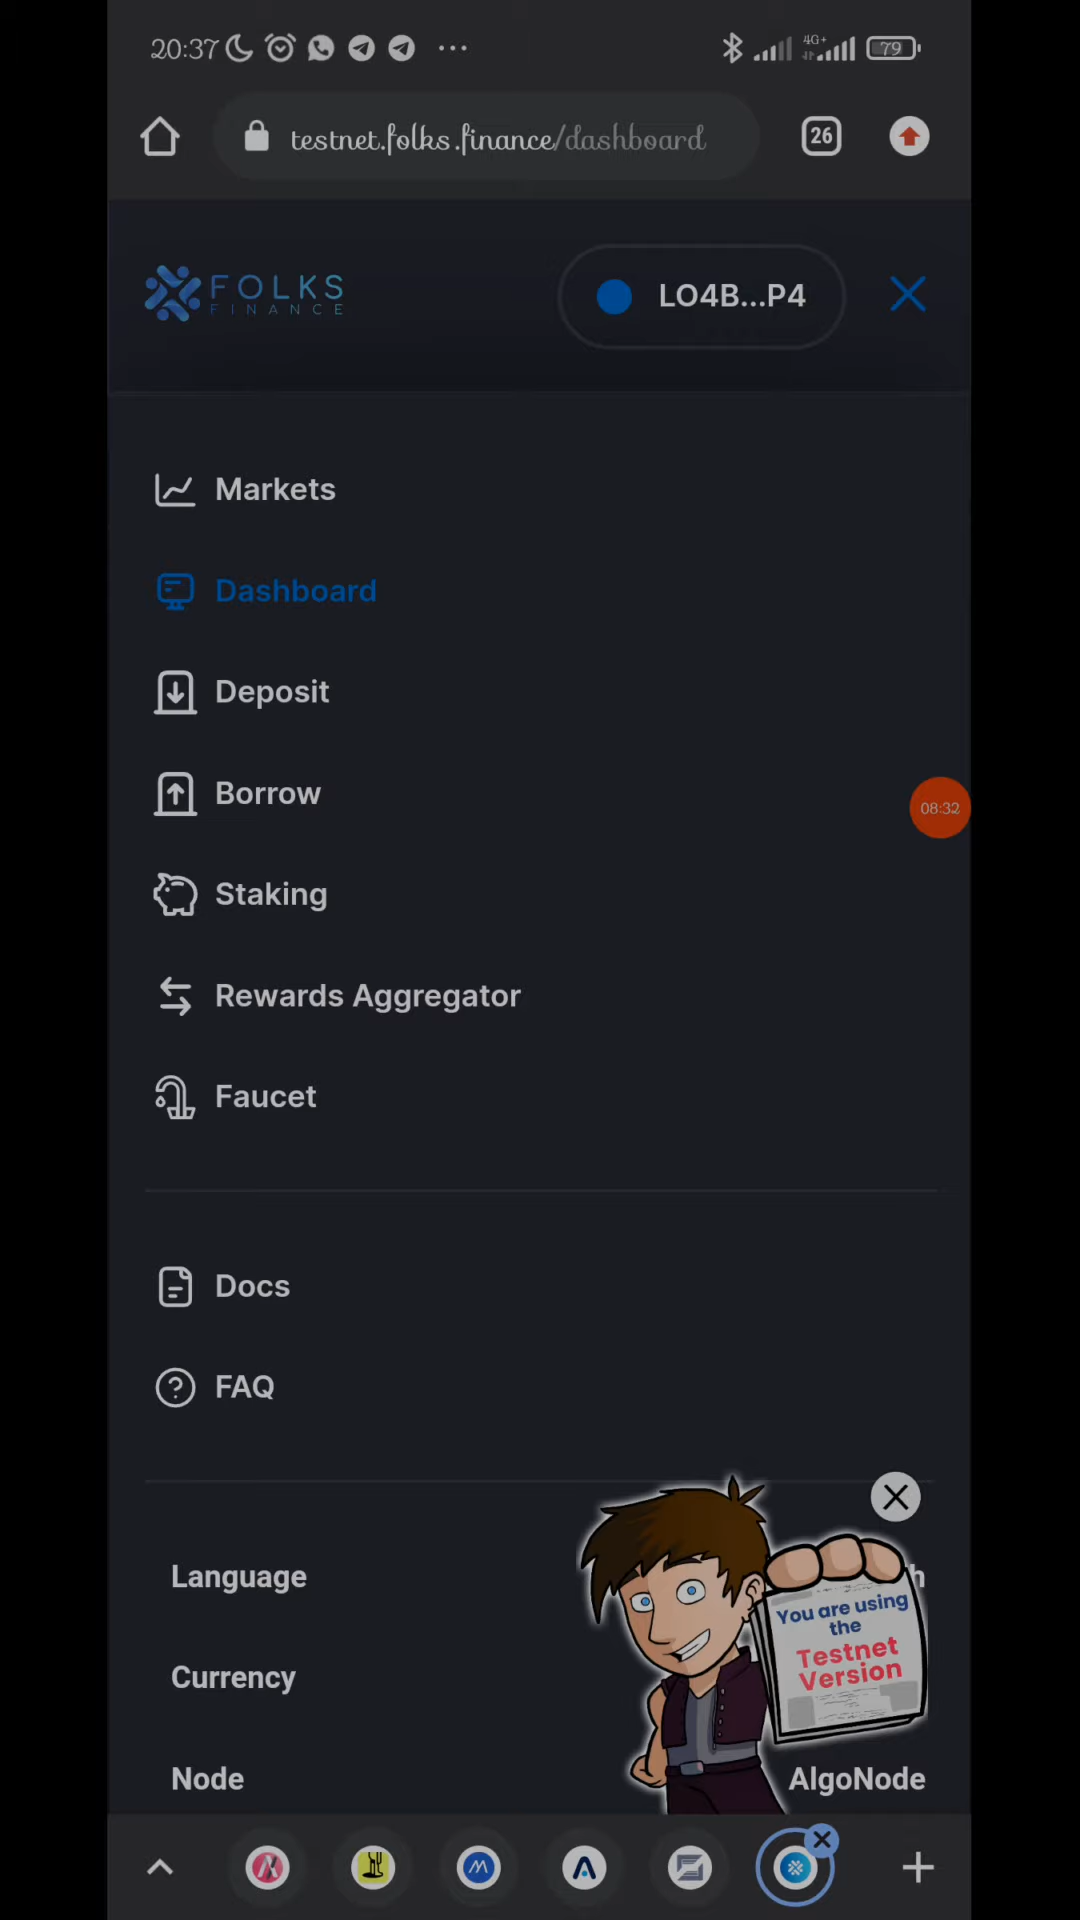 20:37
4G+
79
testnet.folks.finance/dashboard
26
FOLKS
FINANCE
LO4B...P4
Markets
Dashboard
Deposit
Borrow
08:32
Staking
Rewards Aggregator
Faucet
Docs
FAQ
Language
You are using
the
Testnet
Version
Currency
Node
AlgoNode